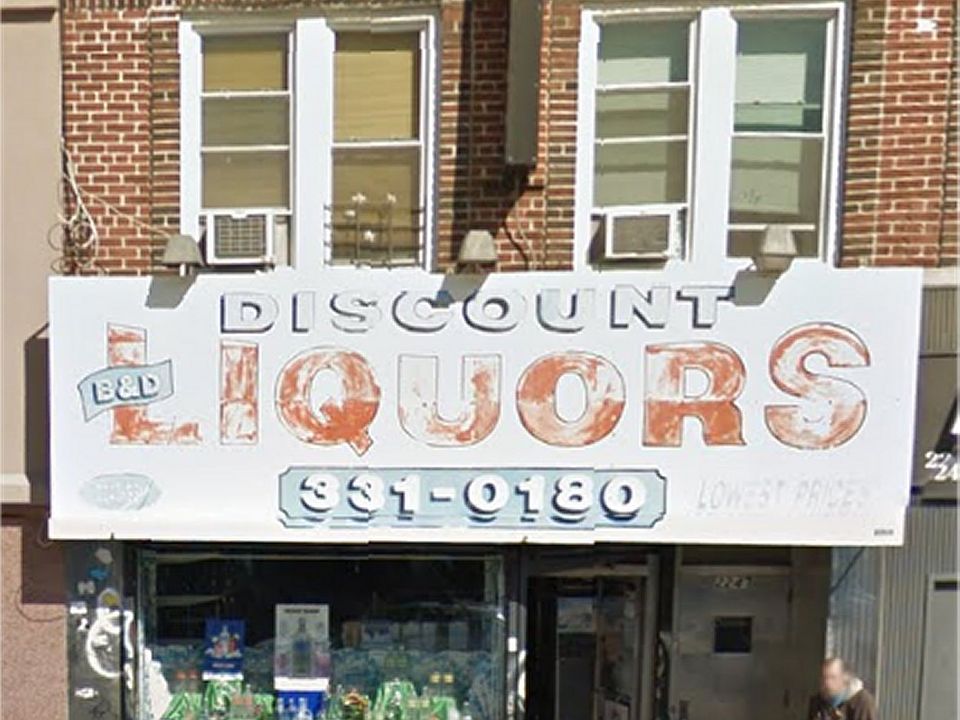 DISCOUNT
LIQUORS
B&D
331-0180
LOWEST PRICES